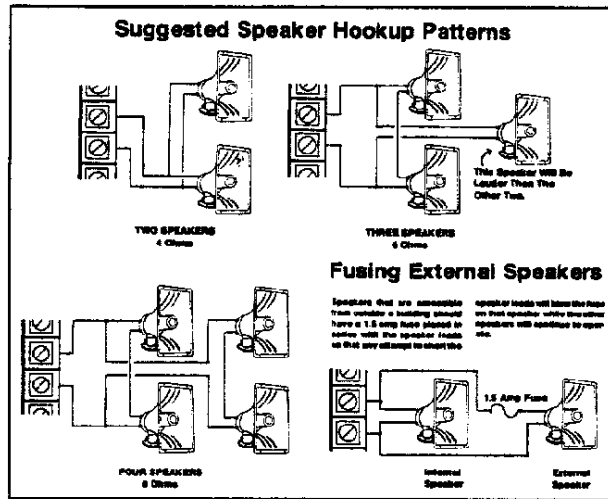 Suggested Speaker Hookup Patterns
This Speaker Will Be
Louder Than The
Other Two.
TWO SPEAKERS
4 Ohms
THREE SPEAKERS
Ohms
Fusing External Speakers
Speakers that are accessible
from outside a building should
have a 1.5 amp fuse placed in
series with the speaker leads
so that any attempt to short the
speaker leads will blow the fuse
on that speaker while the other
speakers will continue to oper-
ate.
1.5 Amp Fuse
FOUR SPEAKERS
8 Ohms
Internal
Speaker
External
Speaker